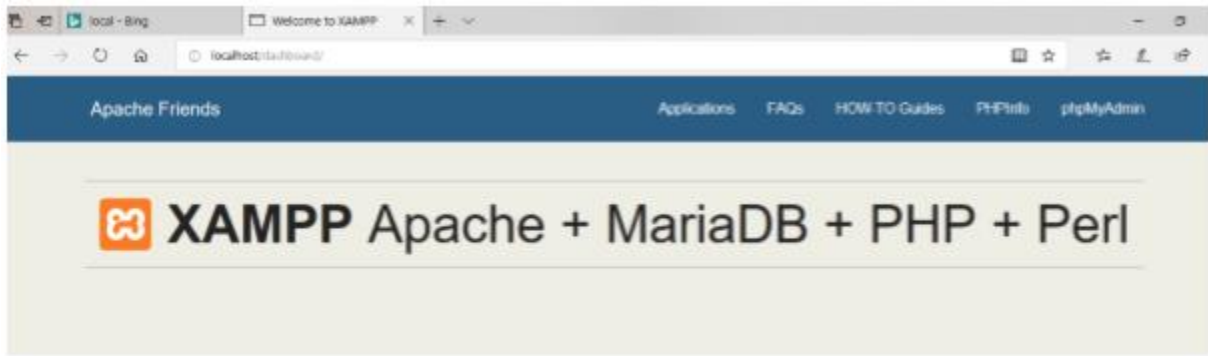 local - Bing
Welcome to XAMPP
localhost/dashboard/
Apache Friends
Applications FAQs HOW-TO Guides PHPInfo phpMyAdmin
XAMPP Apache + MariaDB + PHP + Perl